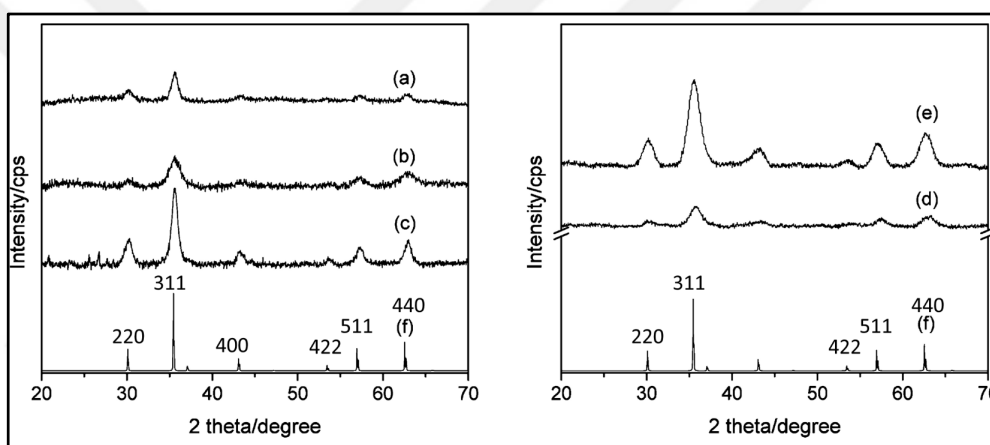 (a)
(b)
(c)
311
220
400
422
511
440
(f)
20 30 40 50 60 70
2 theta/degree
Intensity/cps
(e)
(d)
311
220
422
511
440
(f)
20 30 40 50 60 70
2 theta/degree
Intensity/cps